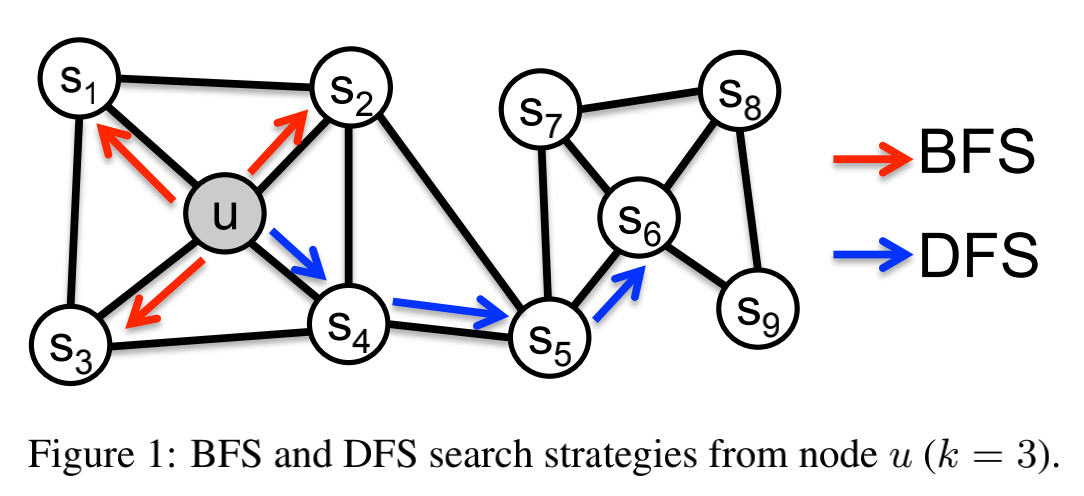 s₁
s₂
s₇
s₈
BFS
u
s₆
DFS
s₃
s₄
s₅
s₉
Figure 1: BFS and DFS search strategies from node u (k = 3).